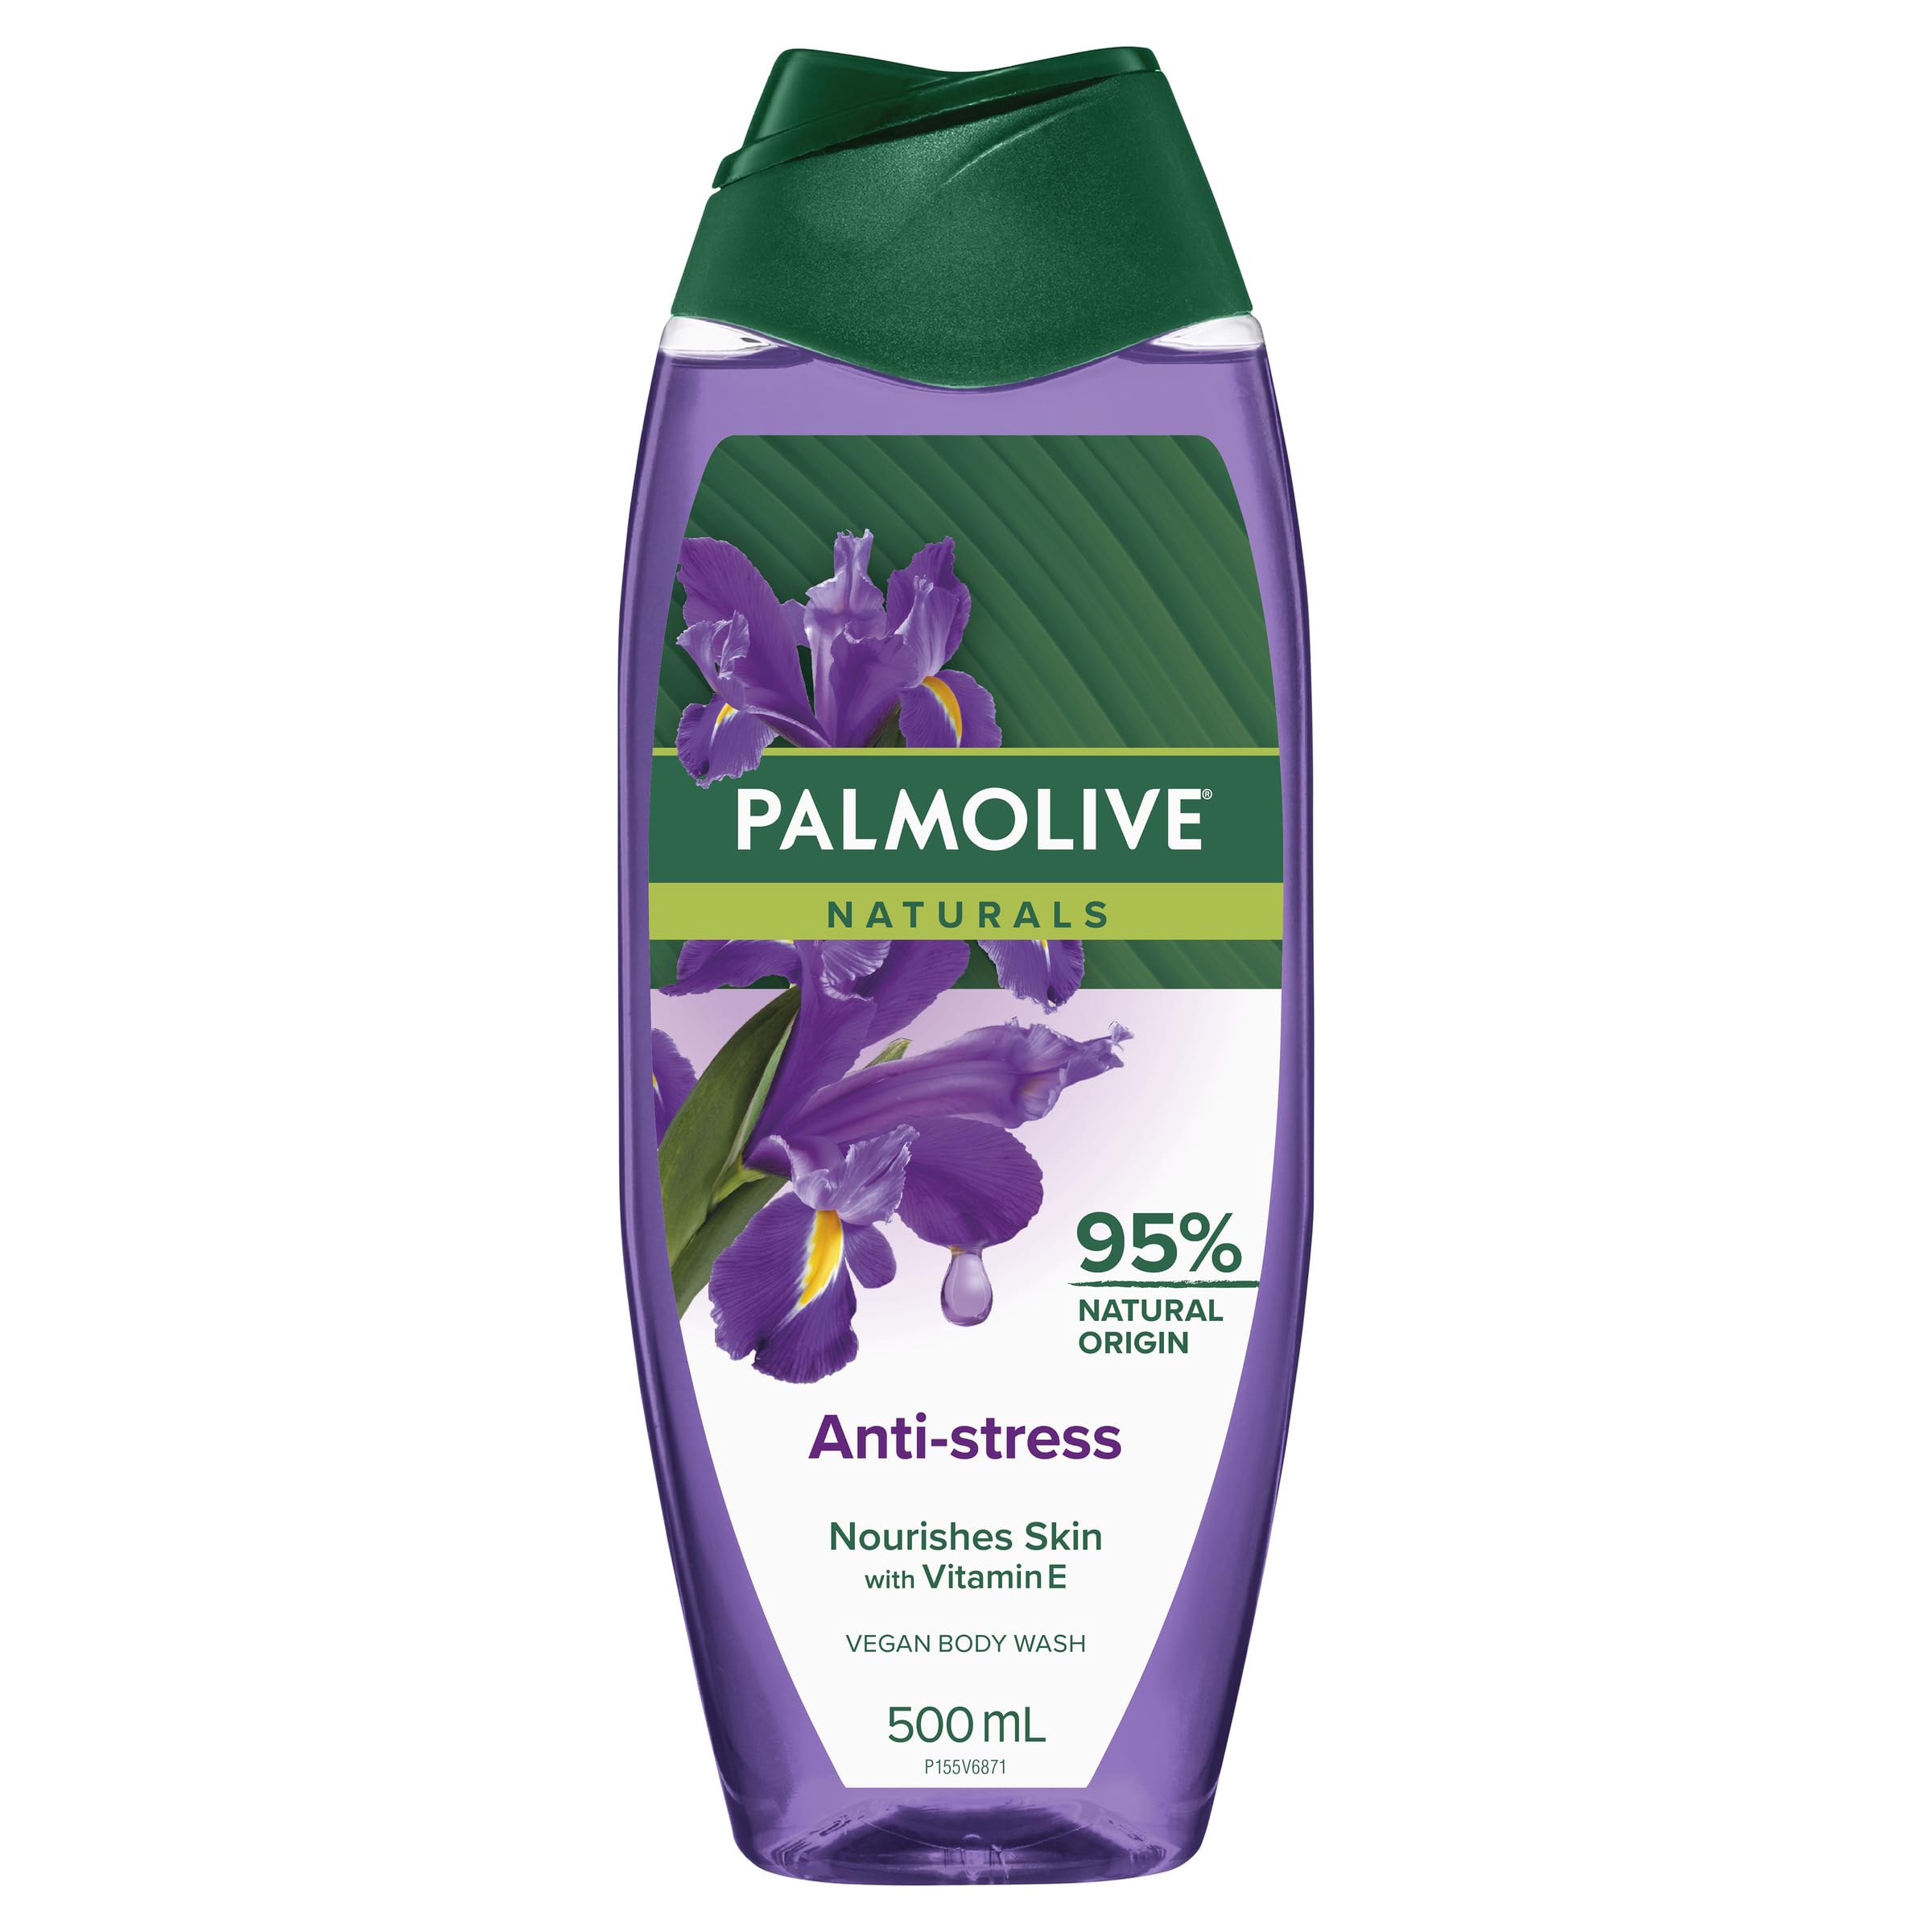 PALMOLIVE®
NATURALS
95%
NATURAL
ORIGIN
Anti-stress
Nourishes Skin
with Vitamin E
VEGAN BODY WASH
500 mL
P155V6871